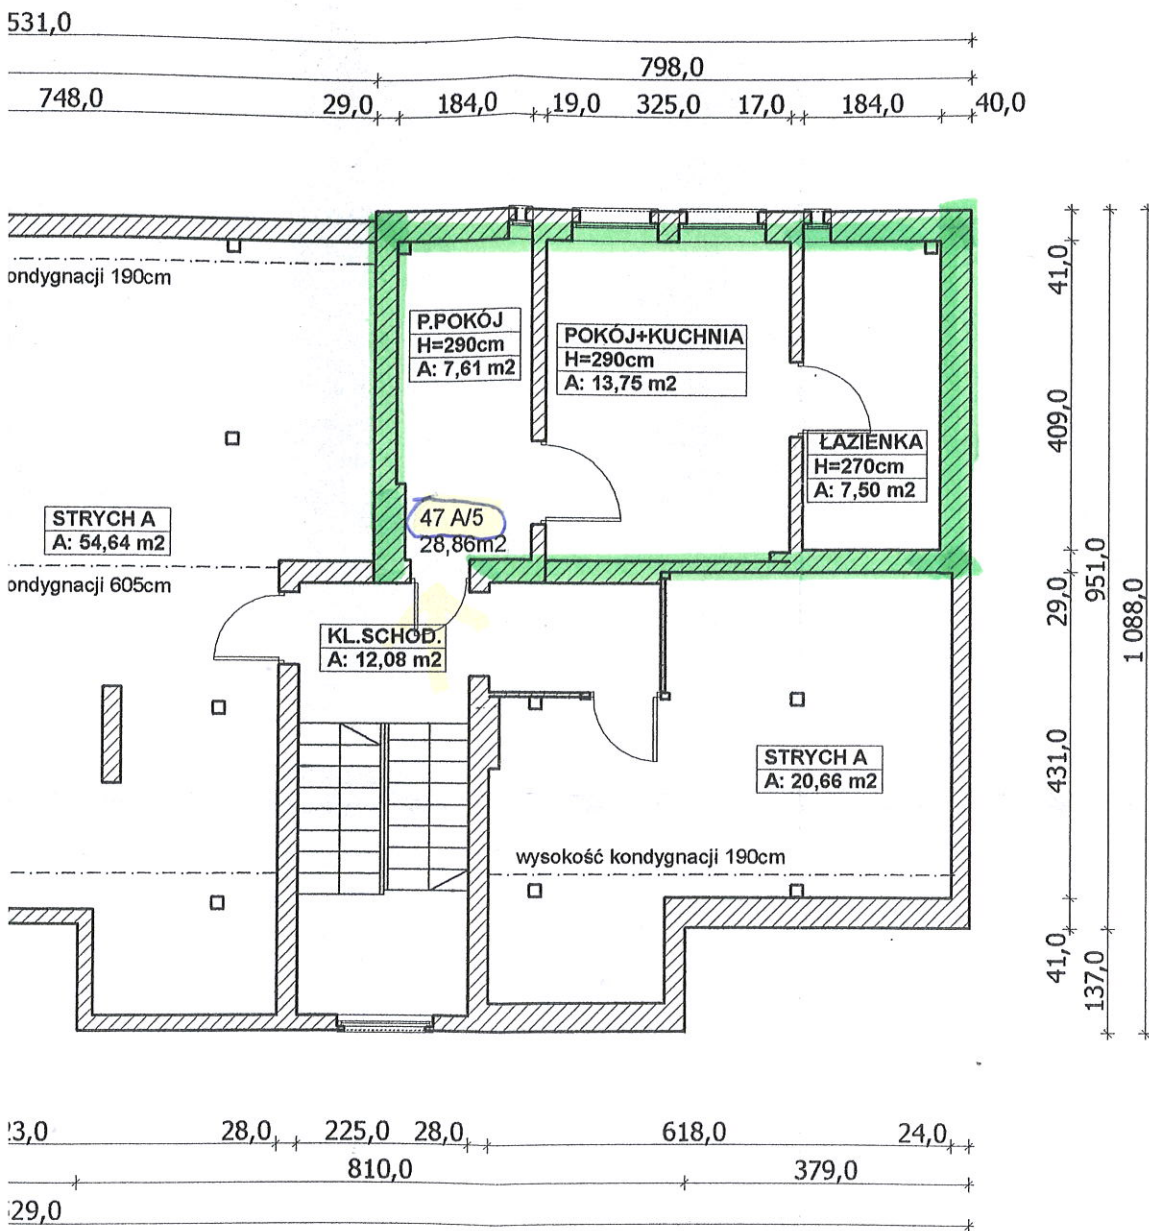 531,0
798,0
748,0 29,0 184,0 19,0 325,0 17,0 184,0 40,0
ondygnacji 190cm
P.POKÓJ
H=290cm
A: 7,61 m2
POKÓJ+KUCHNIA
H=290cm
A: 13,75 m2
ŁAZIENKA
H=270cm
A: 7,50 m2
47 A/5
28,86m2
STRYCH A
A: 54,64 m2
ondygnacji 605cm
KL.SCHOD.
A: 12,08 m2
STRYCH A
A: 20,66 m2
wysokość kondygnacji 190cm
41,0
409,0
29,0
431,0
41,0
951,0
137,0
1 088,0
23,0 28,0 225,0 28,0 618,0 24,0
810,0 379,0
29,0